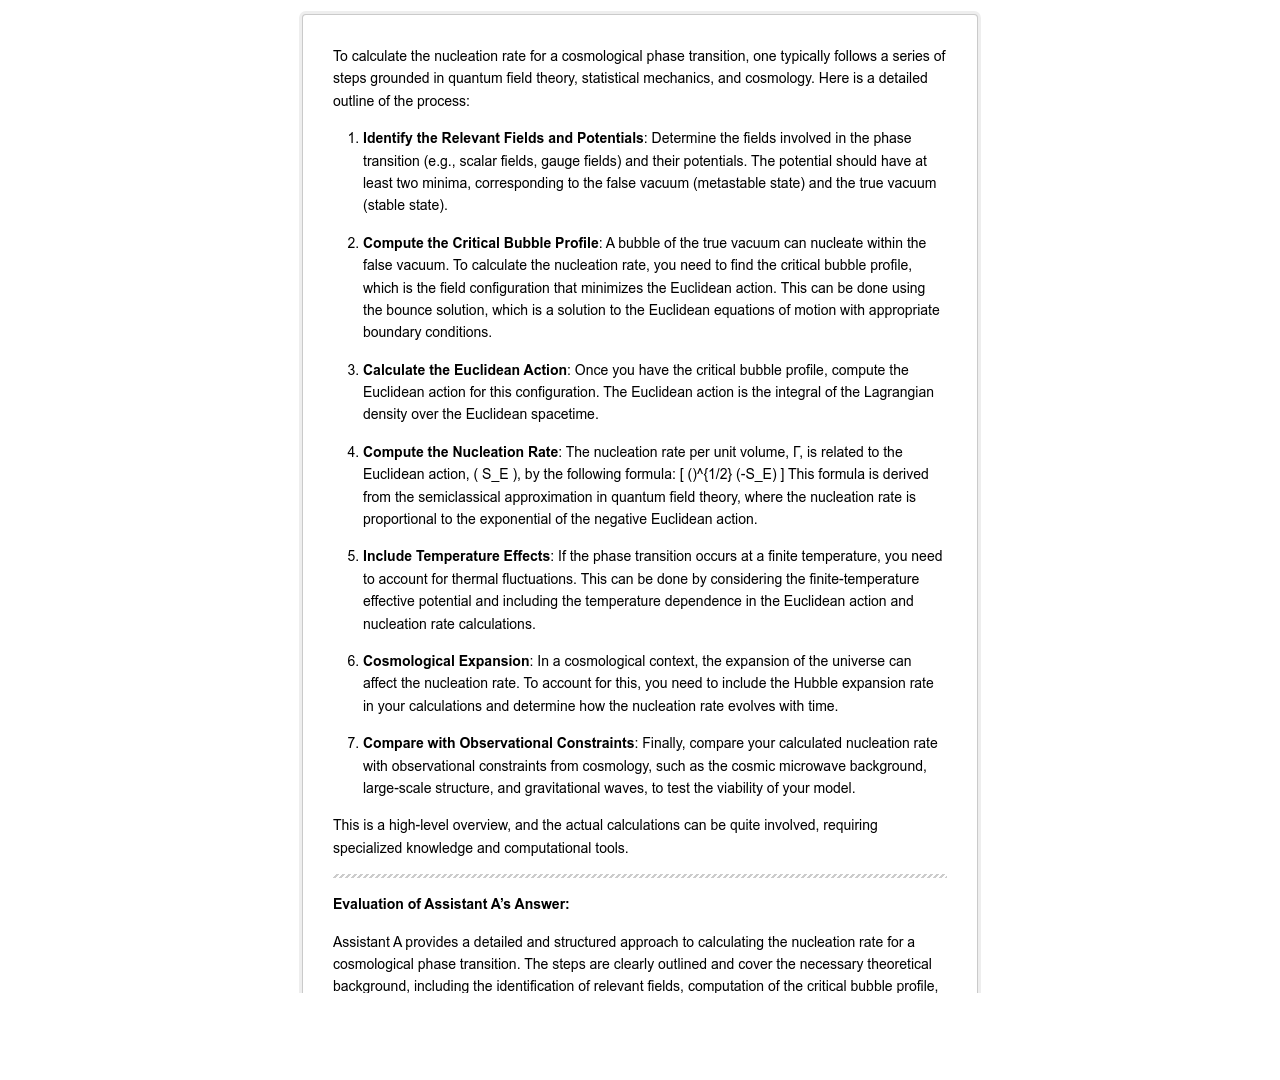 To calculate the nucleation rate for a cosmological phase transition, one typically follows a series of
steps grounded in quantum field theory, statistical mechanics, and cosmology. Here is a detailed
outline of the process:
1. Identify the Relevant Fields and Potentials: Determine the fields involved in the phase
transition (e.g., scalar fields, gauge fields) and their potentials. The potential should have at
least two minima, corresponding to the false vacuum (metastable state) and the true vacuum
(stable state).
2. Compute the Critical Bubble Profile: A bubble of the true vacuum can nucleate within the
false vacuum. To calculate the nucleation rate, you need to find the critical bubble profile,
which is the field configuration that minimizes the Euclidean action. This can be done using
the bounce solution, which is a solution to the Euclidean equations of motion with appropriate
boundary conditions.
3. Calculate the Euclidean Action: Once you have the critical bubble profile, compute the
Euclidean action for this configuration. The Euclidean action is the integral of the Lagrangian
density over the Euclidean spacetime.
4. Compute the Nucleation Rate: The nucleation rate per unit volume, Γ, is related to the
Euclidean action, ( S_E ), by the following formula: [ ()^{1/2} (-S_E) ] This formula is derived
from the semiclassical approximation in quantum field theory, where the nucleation rate is
proportional to the exponential of the negative Euclidean action.
5. Include Temperature Effects: If the phase transition occurs at a finite temperature, you need
to account for thermal fluctuations. This can be done by considering the finite-temperature
effective potential and including the temperature dependence in the Euclidean action and
nucleation rate calculations.
6. Cosmological Expansion: In a cosmological context, the expansion of the universe can
affect the nucleation rate. To account for this, you need to include the Hubble expansion rate
in your calculations and determine how the nucleation rate evolves with time.
7. Compare with Observational Constraints: Finally, compare your calculated nucleation rate
with observational constraints from cosmology, such as the cosmic microwave background,
large-scale structure, and gravitational waves, to test the viability of your model.
This is a high-level overview, and the actual calculations can be quite involved, requiring
specialized knowledge and computational tools.
Evaluation of Assistant A’s Answer:
Assistant A provides a detailed and structured approach to calculating the nucleation rate for a
cosmological phase transition. The steps are clearly outlined and cover the necessary theoretical
background, including the identification of relevant fields, computation of the critical bubble profile,